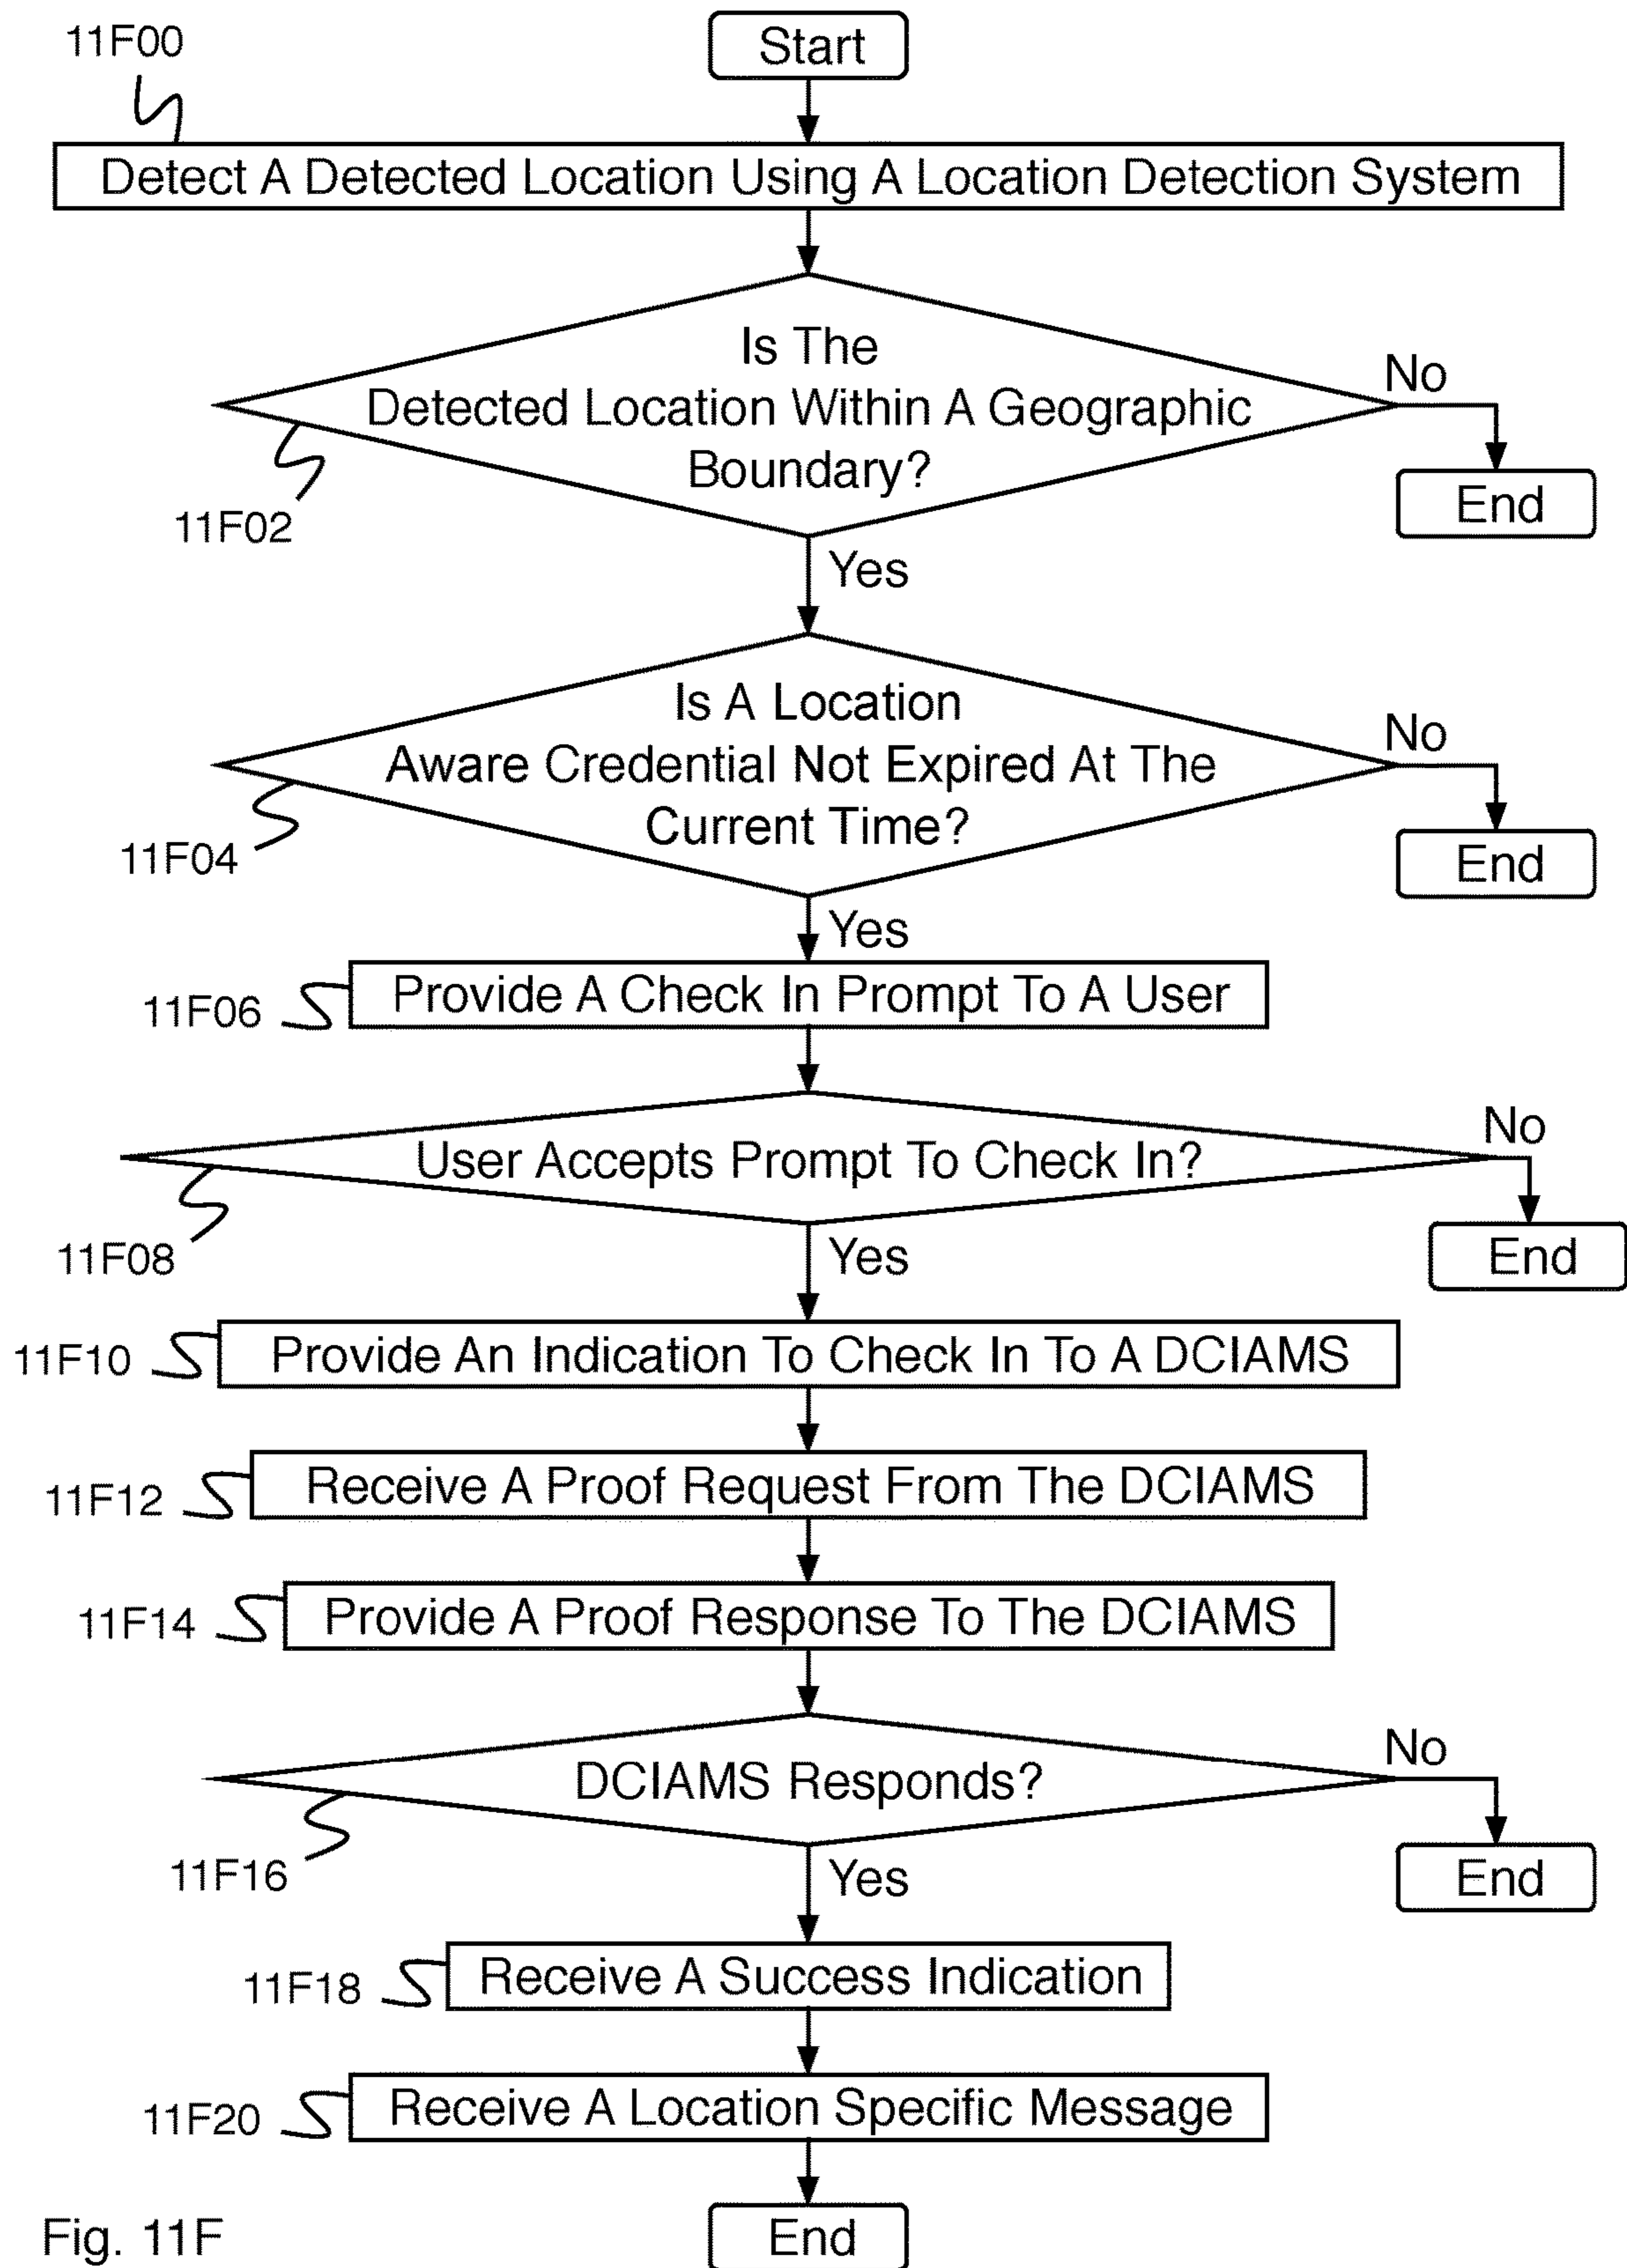 11F00
Start
Detect A Detected Location Using A Location Detection System
Is The
Detected Location Within A Geographic
Boundary?
No
End
11F02
Yes
Is A Location
Aware Credential Not Expired At The
Current Time?
No
End
11F04
Yes
11F06
Provide A Check In Prompt To A User
User Accepts Prompt To Check In?
No
End
11F08
Yes
11F10
Provide An Indication To Check In To A DCIAMS
11F12
Receive A Proof Request From The DCIAMS
11F14
Provide A Proof Response To The DCIAMS
DCIAMS Responds?
No
End
11F16
Yes
11F18
Receive A Success Indication
11F20
Receive A Location Specific Message
End
Fig. 11F